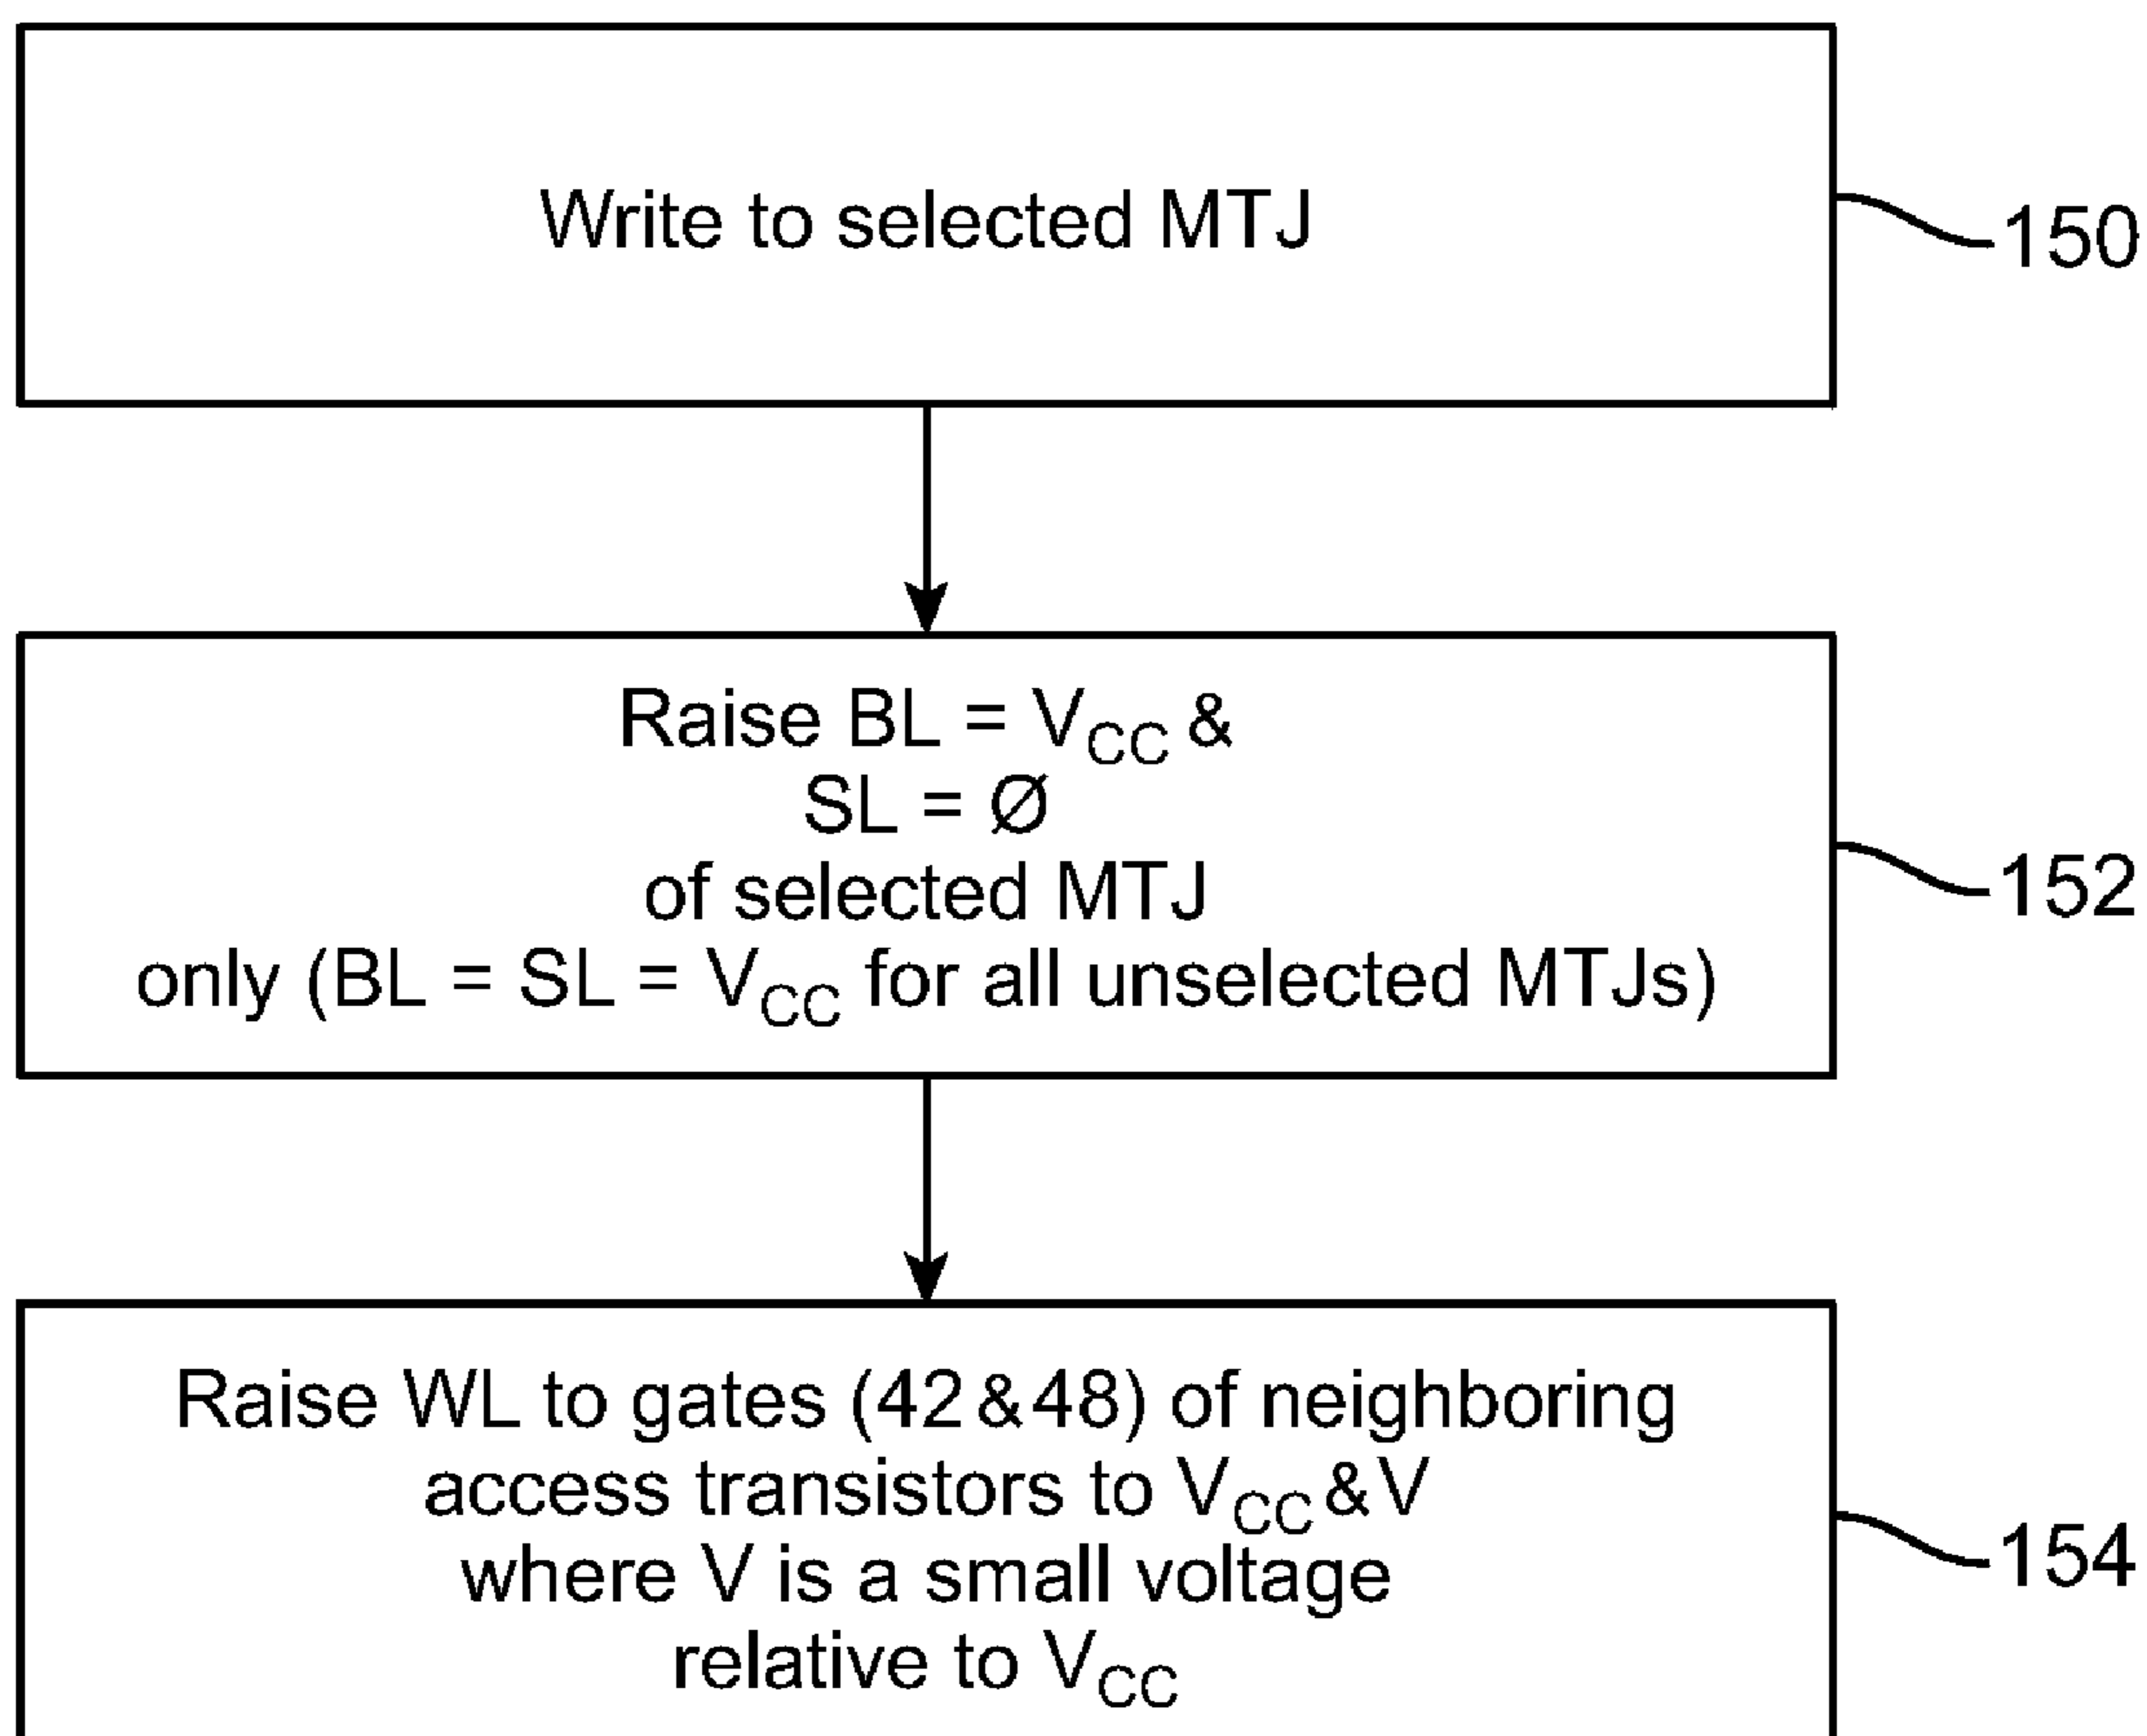 Write to selected MTJ
150
Raise BL = VCC &
SL = Ø
of selected MTJ
only (BL = SL = VCC for all unselected MTJs)
152
Raise WL to gates (42 & 48) of neighboring
access transistors to VCC & V
where V is a small voltage
relative to VCC
154